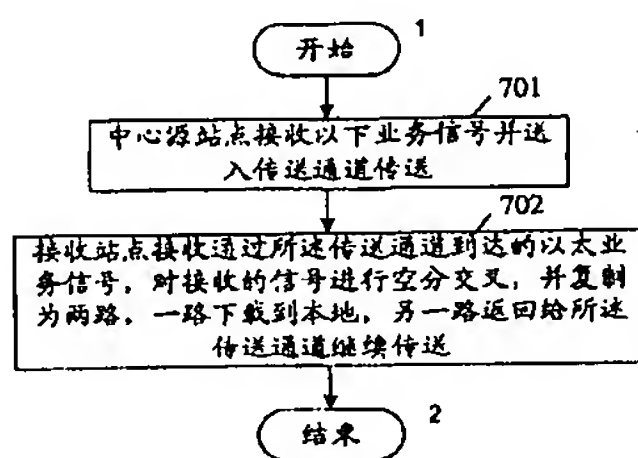 开始
1
701
中心源站点接收以下业务信号并送
入传送通道传送
702
接收站点接收通过所述传送通道到达的以太业
务信号，对接收的信号进行空分交叉，并复制
为两路，一路下载到本地，另一路返回给所述
传送通道继续传送
结束
2